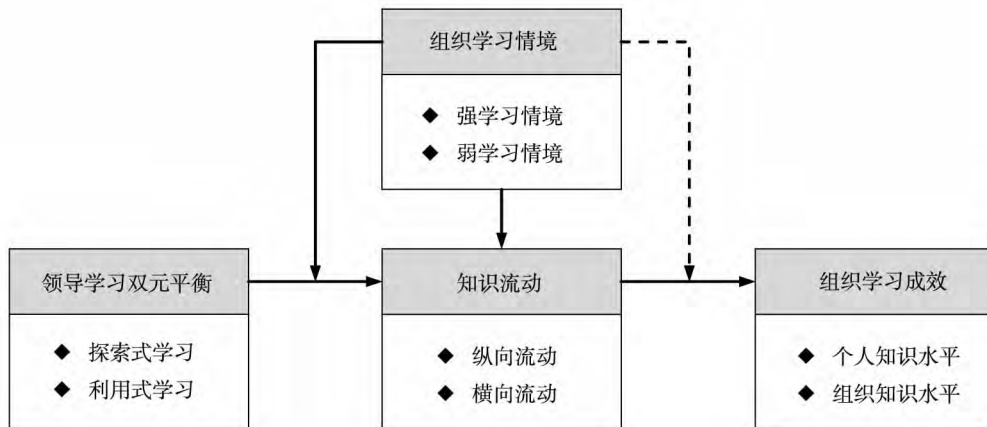 组织学习情境
◆ 强学习情境
◆ 弱学习情境
领导学习双元平衡
◆ 探索式学习
◆ 利用式学习
知识流动
◆ 纵向流动
◆ 横向流动
组织学习成效
◆ 个人知识水平
◆ 组织知识水平